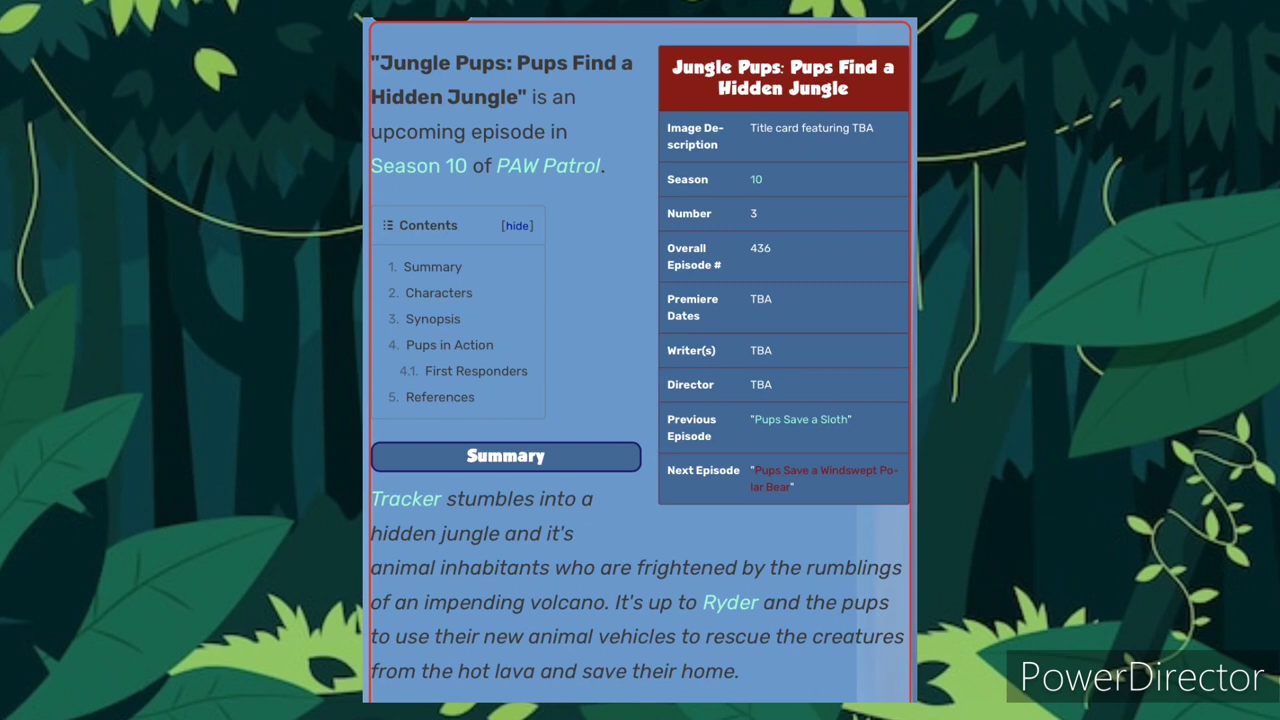 "Jungle Pups: Pups Find a
Hidden Jungle" is an
upcoming episode in
Season 10 of PAW Patrol.
Contents [hide]
1. Summary
2. Characters
3. Synopsis
4. Pups in Action
4.1. First Responders
5. References
Jungle Pups: Pups Find a
Hidden Jungle
Image De-
scription
Title card featuring TBA
Season 10
Number 3
Overall
Episode #
436
Premiere
Dates
TBA
Writer(s) TBA
Director TBA
Previous
Episode
"Pups Save a Sloth"
Next Episode "Pups Save a Windswept Po-
lar Bear"
Summary
Tracker stumbles into a
hidden jungle and it's
animal inhabitants who are frightened by the rumblings
of an impending volcano. It's up to Ryder and the pups
to use their new animal vehicles to rescue the creatures
from the hot lava and save their home.
PowerDirector